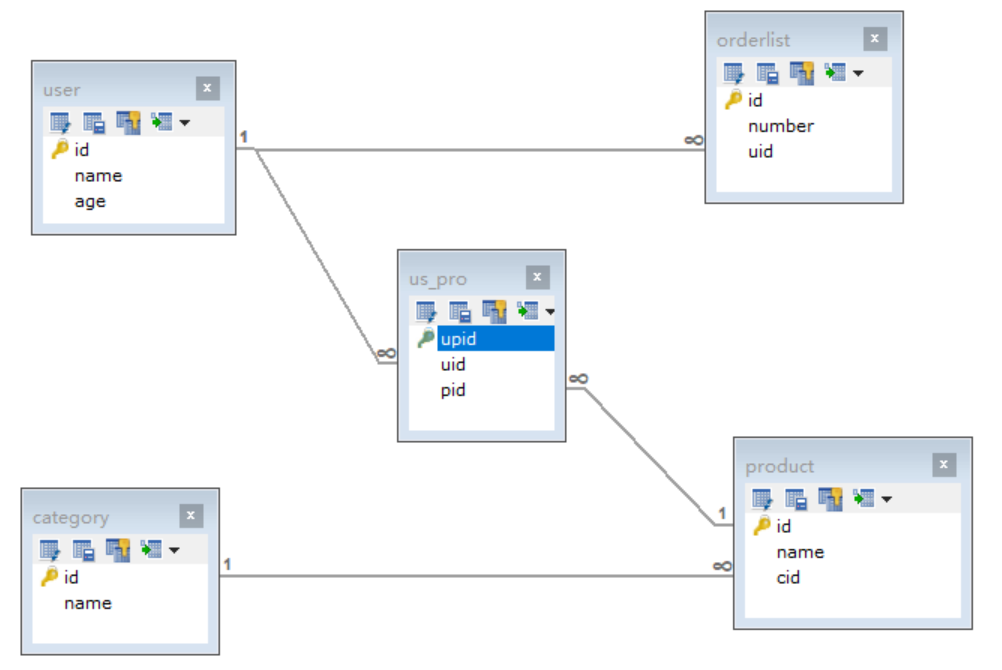 user
id
name
age
1
∞
orderlist
id
number
uid
∞
us_pro
upid
uid
pid
∞
1
product
id
name
cid
category
id
name
1
∞